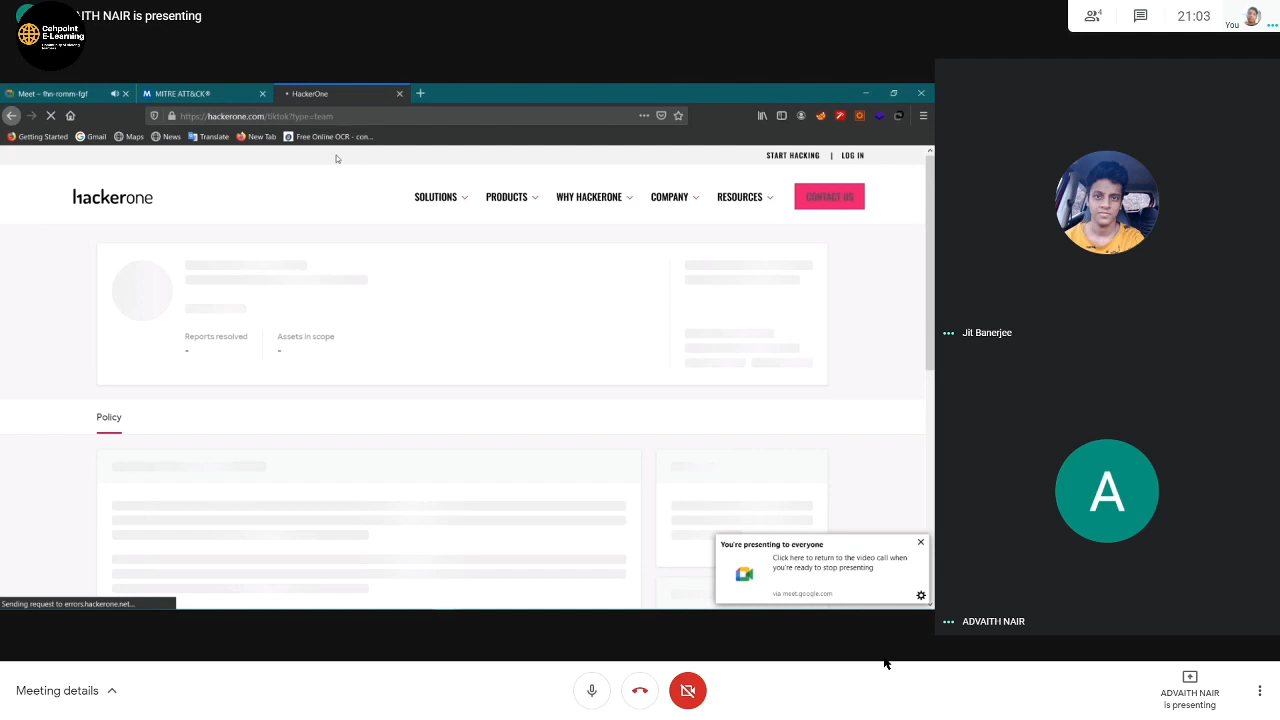 ITH NAIR is presenting
Cehpoint
E-Learning
4
21:03
You
Meet – fhn-romm-fgf
MITRE ATT&CK®
HackerOne
https://hackerone.com/tiktok?type=team
Getting Started
Gmail
Maps
News
Translate
New Tab
Free Online OCR - con...
START HACKING | LOG IN
hackerone
SOLUTIONS
PRODUCTS
WHY HACKERONE
COMPANY
RESOURCES
CONTACT US
Reports resolved
-
Assets in scope
-
Policy
You're presenting to everyone
Click here to return to the video call when
you're ready to stop presenting
via meet.google.com
Sending request to errors.hackerone.net...
Jit Banerjee
A
ADVAITH NAIR
Meeting details
ADVAITH NAIR
is presenting